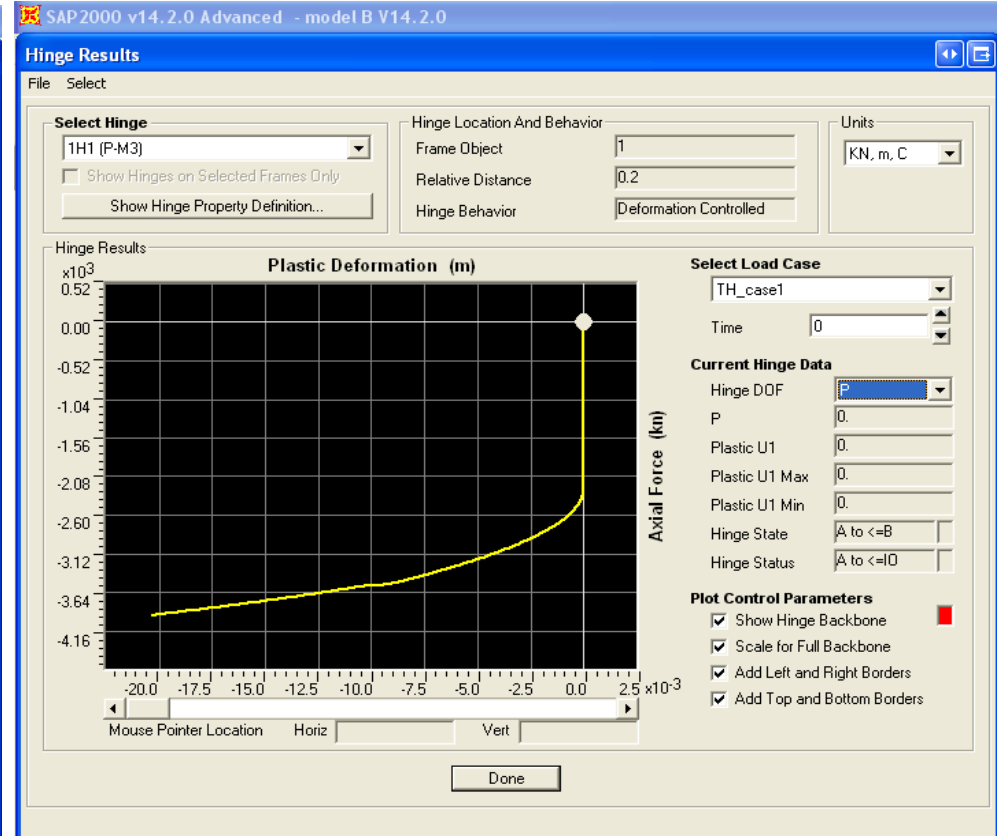 SAP2000 v14.2.0 Advanced - model B V14.2.0
Hinge Results
File Select
Select Hinge
1H1 (P-M3)
Show Hinges on Selected Frames Only
Show Hinge Property Definition...
Hinge Location And Behavior
Frame Object 1
Relative Distance 0.2
Hinge Behavior Deformation Controlled
Units
KN, m, C
Hinge Results
Plastic Deformation (m)
x10^3
0.52
0.00
-0.52
-1.04
-1.56
-2.08
-2.60
-3.12
-3.64
-4.16
-20.0 -17.5 -15.0 -12.5 -10.0 -7.5 -5.0 -2.5 0.0 2.5 x10^-3
Axial Force (kn)
Mouse Pointer Location Horiz Vert
Select Load Case
TH_case1
Time 0
Current Hinge Data
Hinge DOF P
P 0.
Plastic U1 0.
Plastic U1 Max 0.
Plastic U1 Min 0.
Hinge State A to <=B
Hinge Status A to <=IO
Plot Control Parameters
Show Hinge Backbone
Scale for Full Backbone
Add Left and Right Borders
Add Top and Bottom Borders
Done